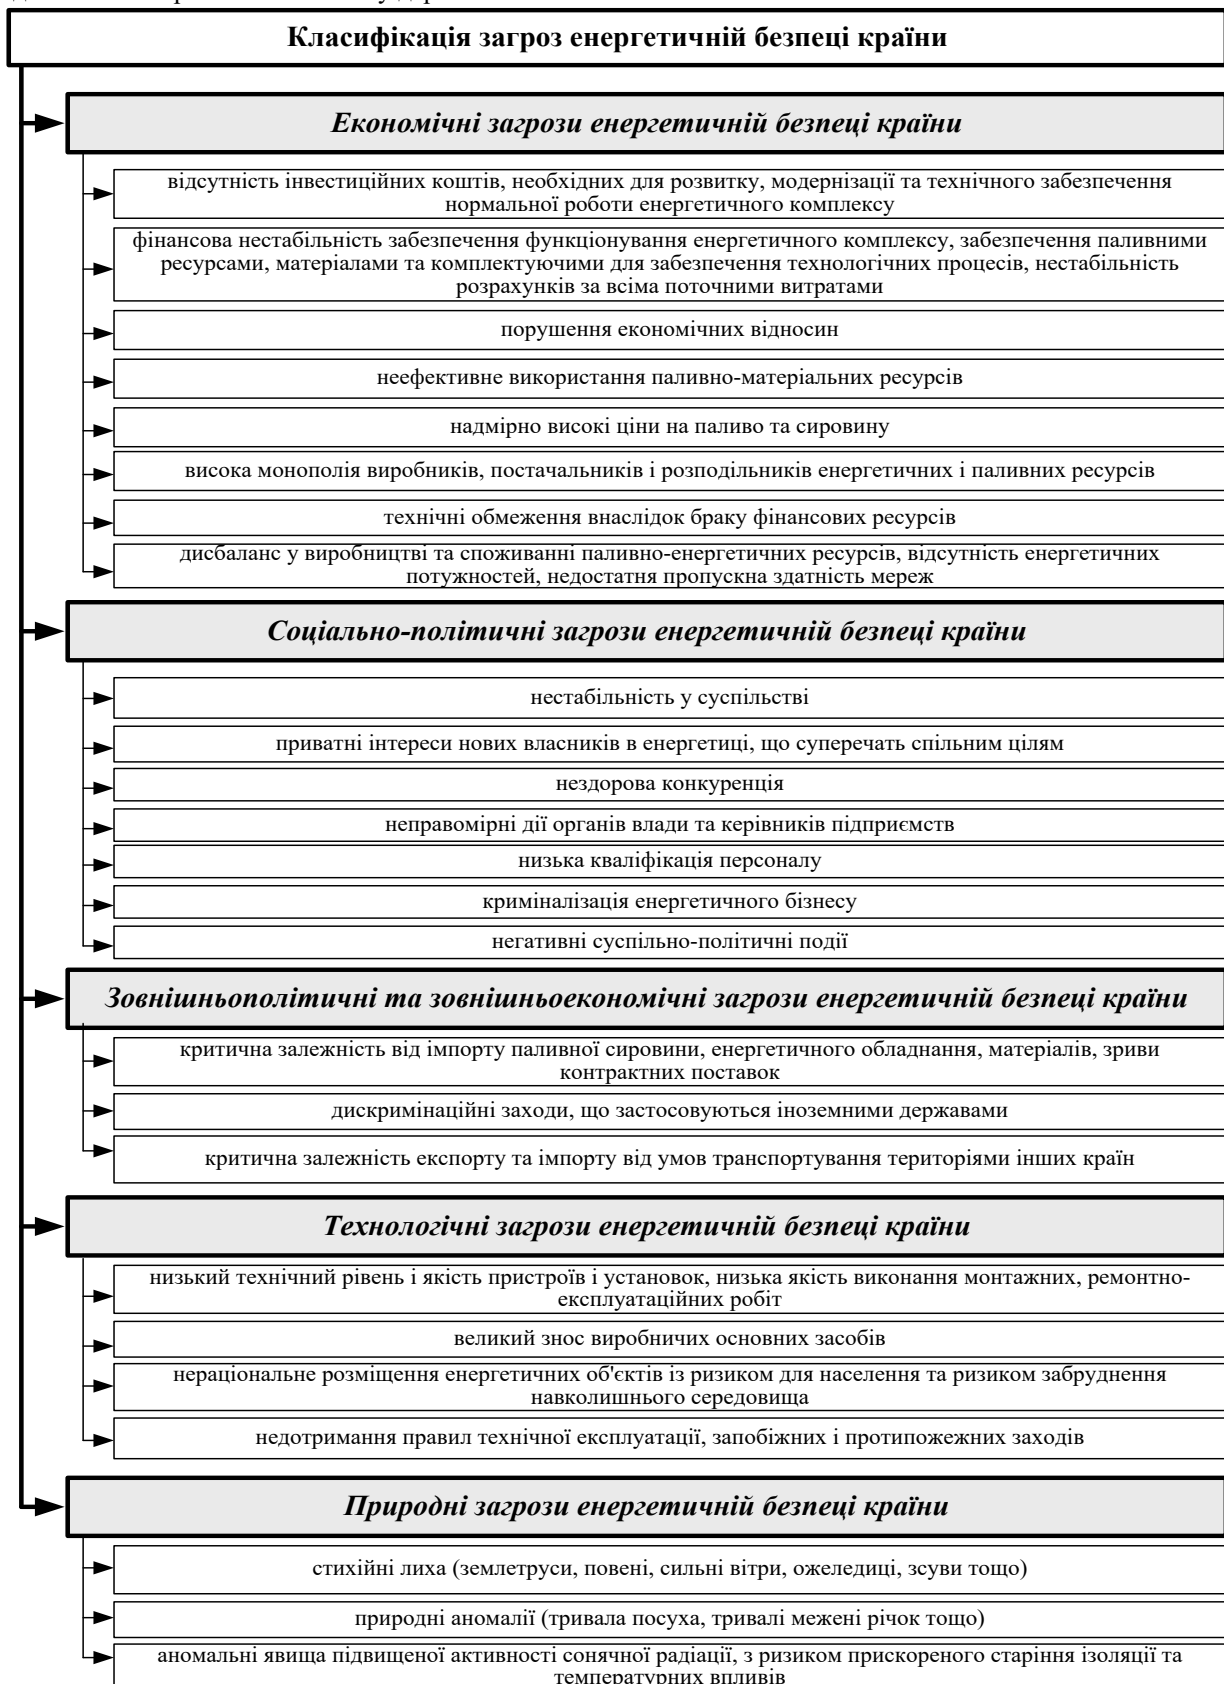 Класифікація загроз енергетичній безпеці країни
Економічні загрози енергетичній безпеці країни
відсутність інвестиційних коштів, необхідних для розвитку, модернізації та технічного забезпечення
нормальної роботи енергетичного комплексу
фінансова нестабільність забезпечення функціонування енергетичного комплексу, забезпечення паливними
ресурсами, матеріалами та комплектуючими для забезпечення технологічних процесів, нестабільність
розрахунків за всіма поточними витратами
порушення економічних відносин
неефективне використання паливно-матеріальних ресурсів
надмірно високі ціни на паливо та сировину
висока монополія виробників, постачальників і розподільників енергетичних і паливних ресурсів
технічні обмеження внаслідок браку фінансових ресурсів
дисбаланс у виробництві та споживанні паливно-енергетичних ресурсів, відсутність енергетичних
потужностей, недостатня пропускна здатність мереж
Соціально-політичні загрози енергетичній безпеці країни
нестабільність у суспільстві
приватні інтереси нових власників в енергетиці, що суперечать спільним цілям
нездорова конкуренція
неправомірні дії органів влади та керівників підприємств
низька кваліфікація персоналу
криміналізація енергетичного бізнесу
негативні суспільно-політичні події
Зовнішньополітичні та зовнішньоекономічні загрози енергетичній безпеці країни
критична залежність від імпорту паливної сировини, енергетичного обладнання, матеріалів, зриви
контрактних поставок
дискримінаційні заходи, що застосовуються іноземними державами
критична залежність експорту та імпорту від умов транспортування територіями інших країн
Технологічні загрози енергетичній безпеці країни
низький технічний рівень і якість пристроїв і установок, низька якість виконання монтажних, ремонтно-
експлуатаційних робіт
великий знос виробничих основних засобів
нераціональне розміщення енергетичних об'єктів із ризиком для населення та ризиком забруднення
навколишнього середовища
недотримання правил технічної експлуатації, запобіжних і протипожежних заходів
Природні загрози енергетичній безпеці країни
стихійні лиха (землетруси, повені, сильні вітри, ожеледиці, зсуви тощо)
природні аномалії (тривала посуха, тривалі межені річок тощо)
аномальні явища підвищеної активності сонячної радіації, з ризиком прискореного старіння ізоляції та
температурних впливів